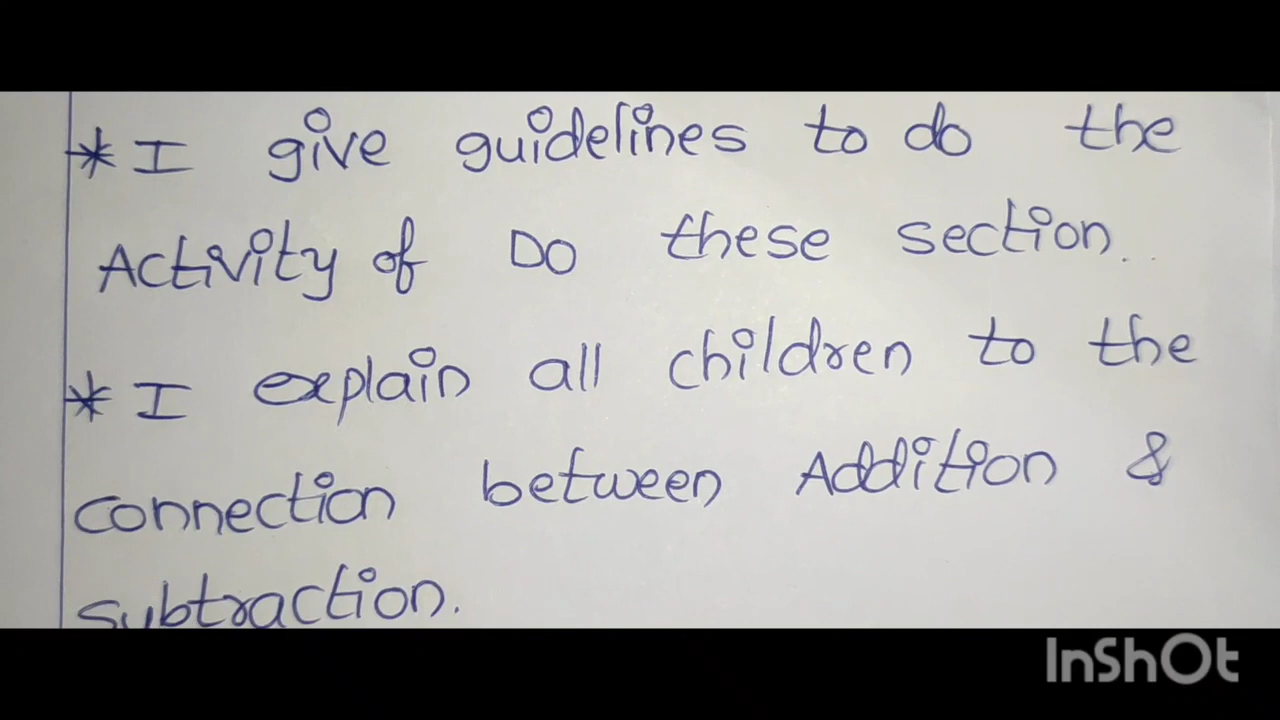 * I give guidelines to do the
Activity of Do these section..
* I explain all children to the
connection between Addition &
subtraction.
InShOt